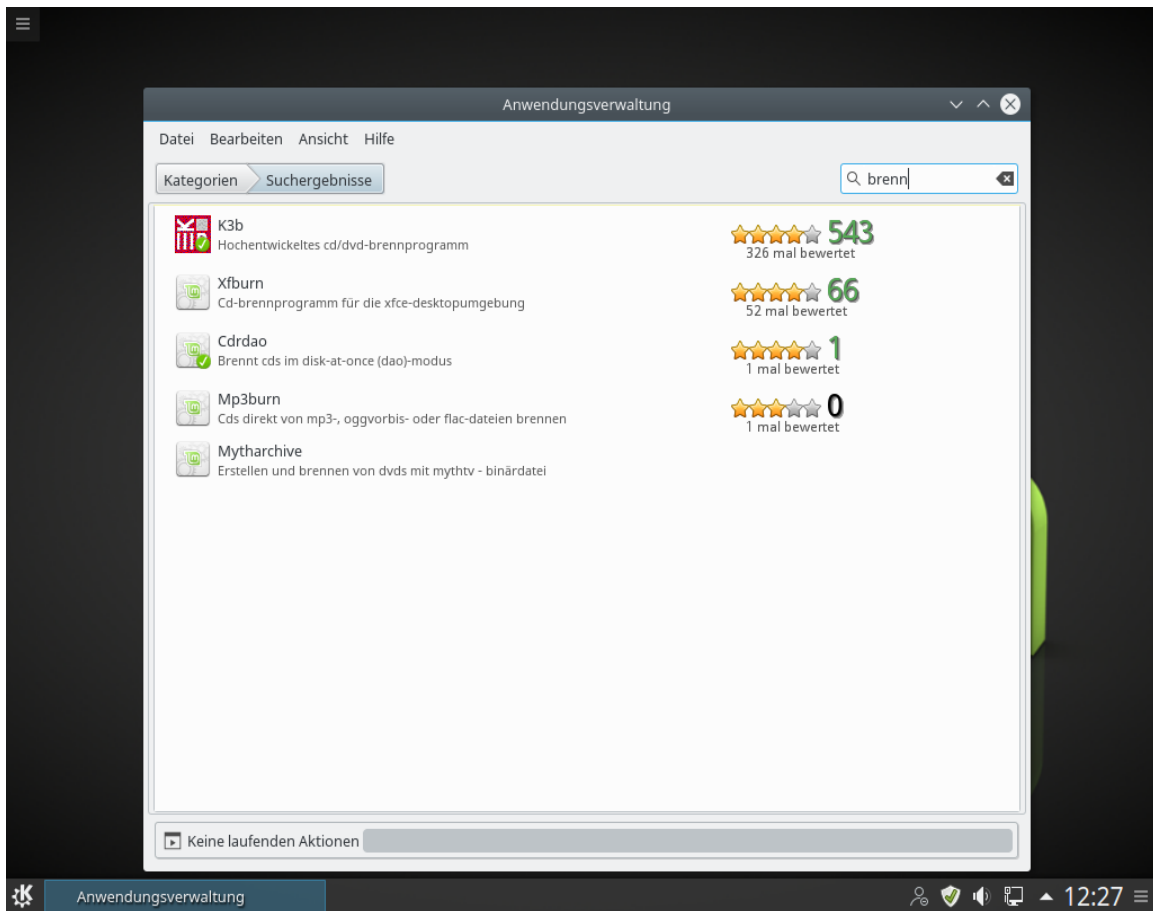 Anwendungsverwaltung
Datei Bearbeiten Ansicht Hilfe
Kategorien Suchergebnisse brenn
K3b
Hochentwickeltes cd/dvd-brennprogramm
543
326 mal bewertet
Xfburn
Cd-brennprogramm für die xfce-desktopumgebung
66
52 mal bewertet
Cdrdao
Brennt cds im disk-at-once (dao)-modus
1
1 mal bewertet
Mp3burn
Cds direkt von mp3-, oggvorbis- oder flac-dateien brennen
0
1 mal bewertet
Mytharchive
Erstellen und brennen von dvds mit mythtv - binärdatei
Keine laufenden Aktionen
Anwendungsverwaltung 12:27